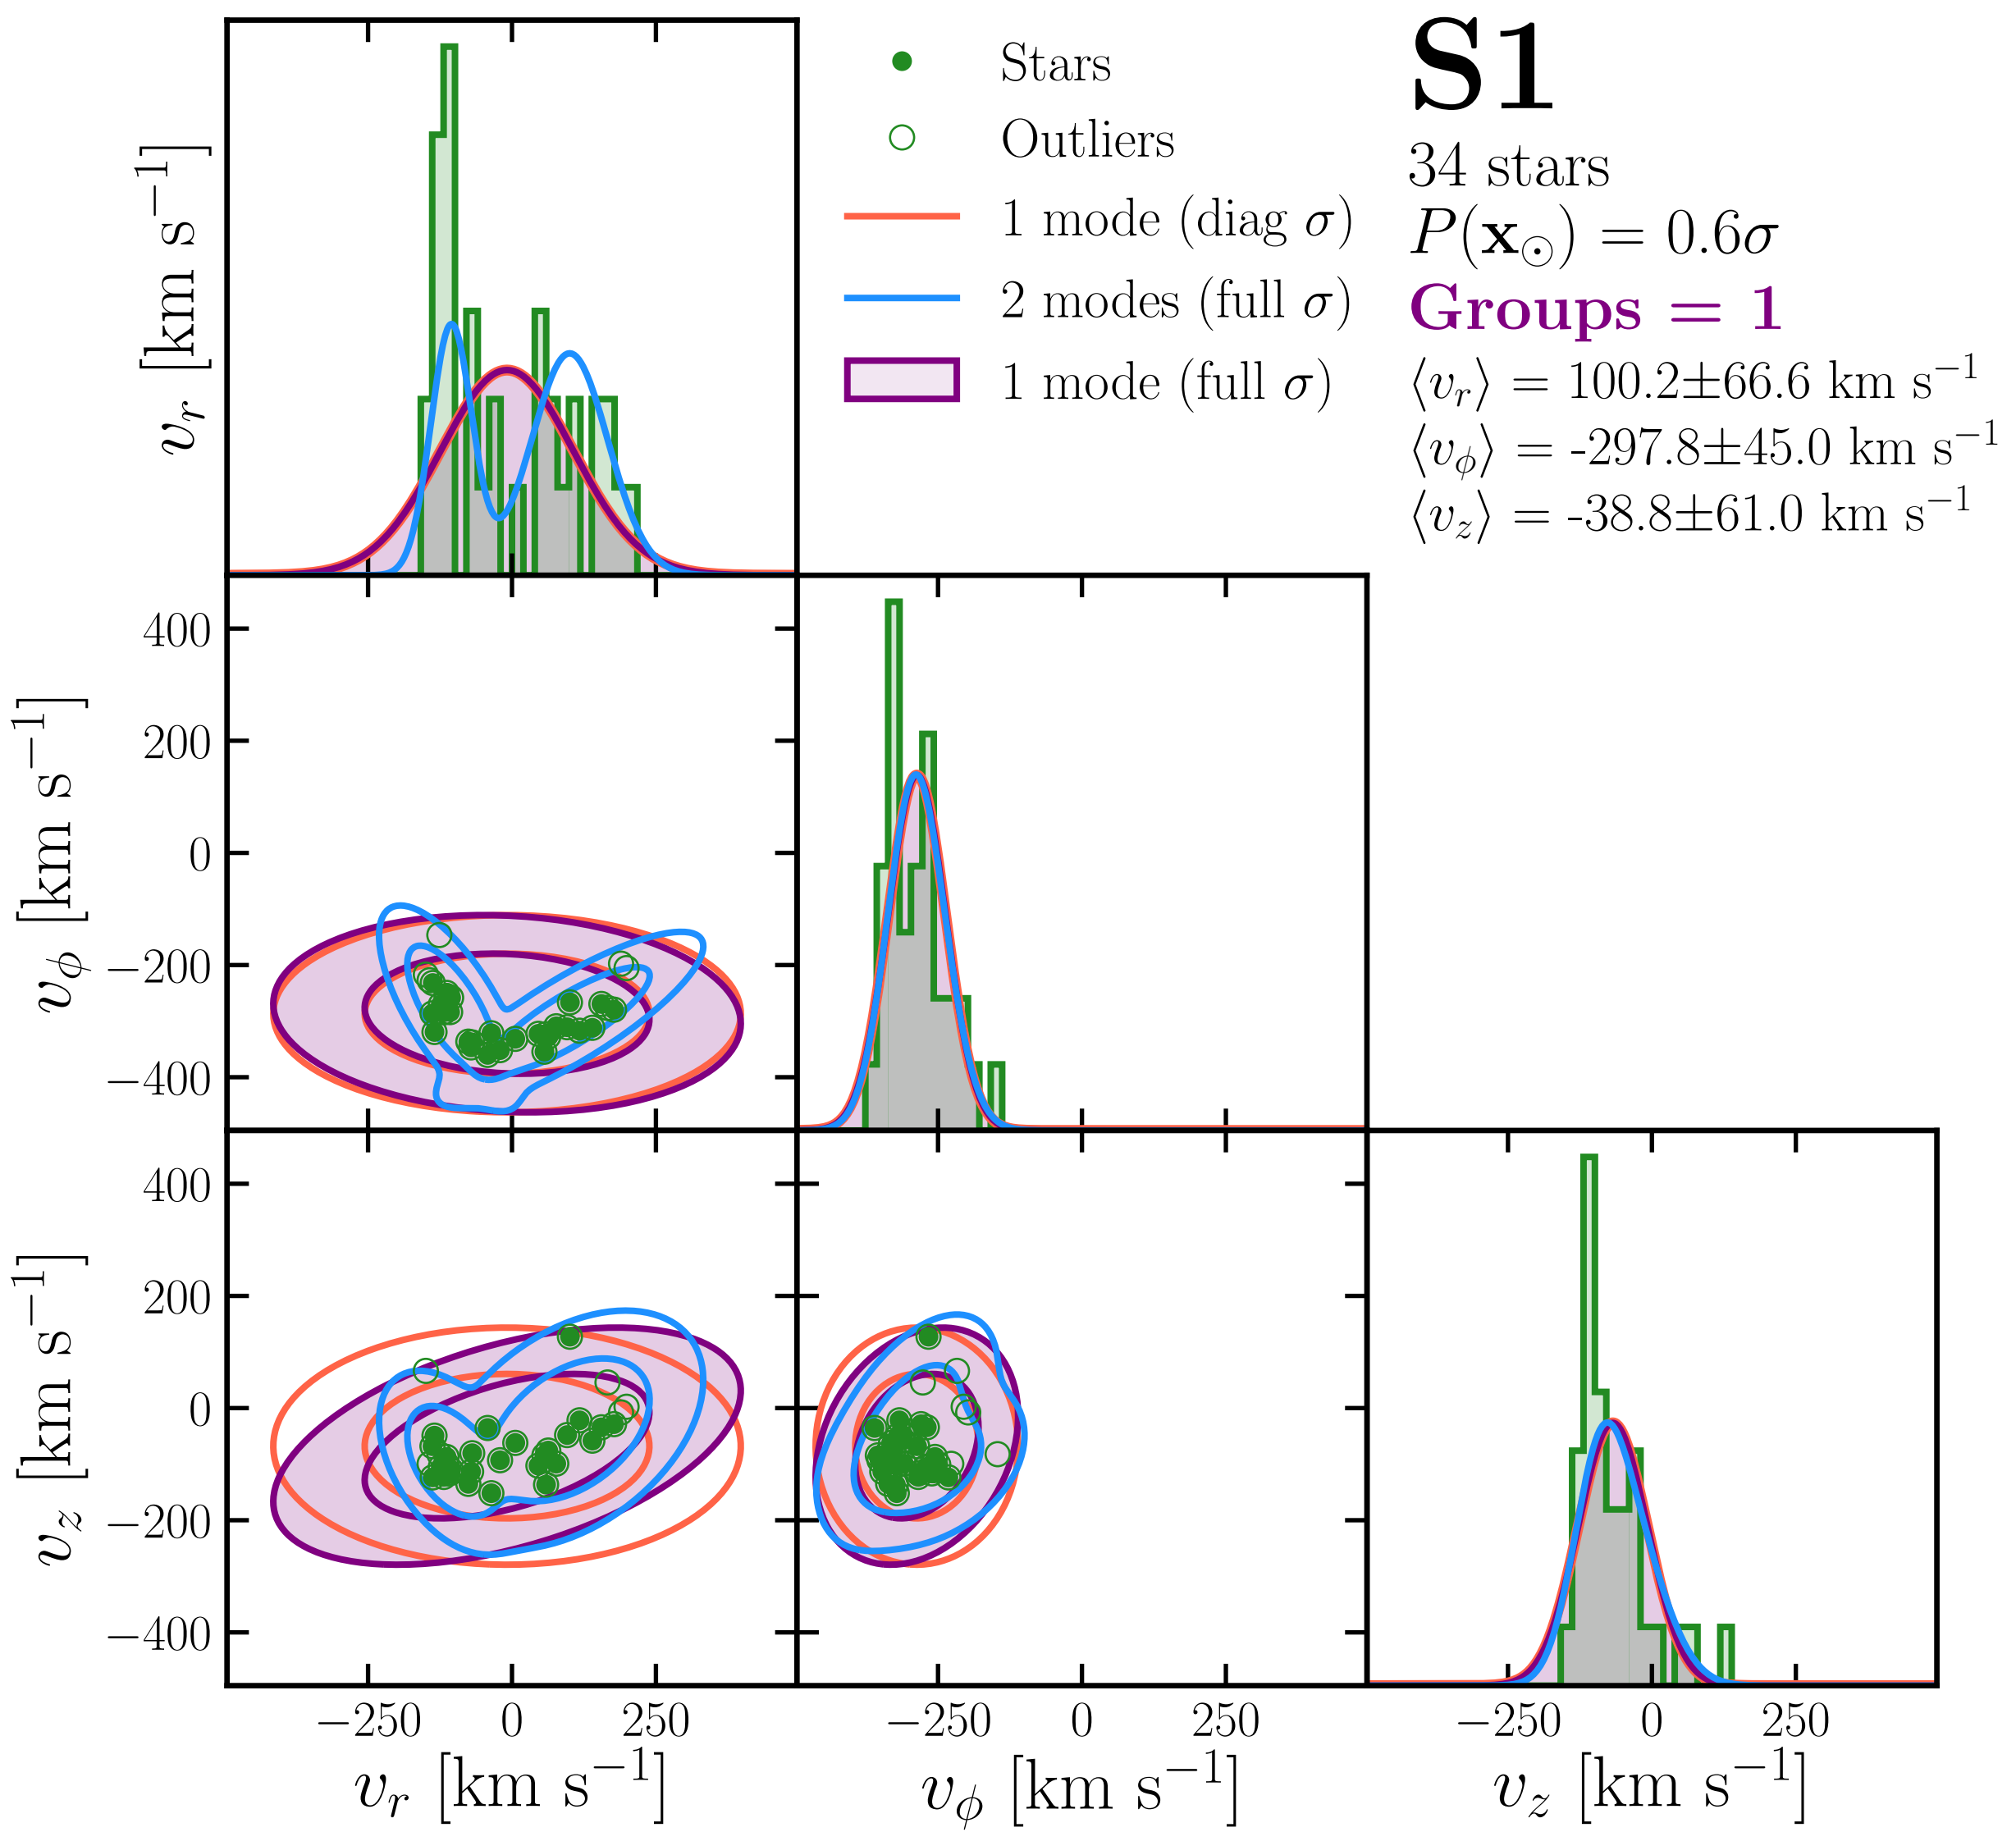 S1
34 stars
P(x⊙) = 0.6σ
Groups = 1
⟨v_r⟩ = 100.2±66.6 km s⁻¹
⟨v_ϕ⟩ = -297.8±45.0 km s⁻¹
⟨v_z⟩ = -38.8±61.0 km s⁻¹
Stars
Outliers
1 mode (diag σ)
2 modes (full σ)
1 mode (full σ)
v_r [km s⁻¹]
400
200
0
−200
−400
v_ϕ [km s⁻¹]
400
200
0
−200
−400
v_z [km s⁻¹]
−250 0 250
−250 0 250
−250 0 250
v_r [km s⁻¹]
v_ϕ [km s⁻¹]
v_z [km s⁻¹]